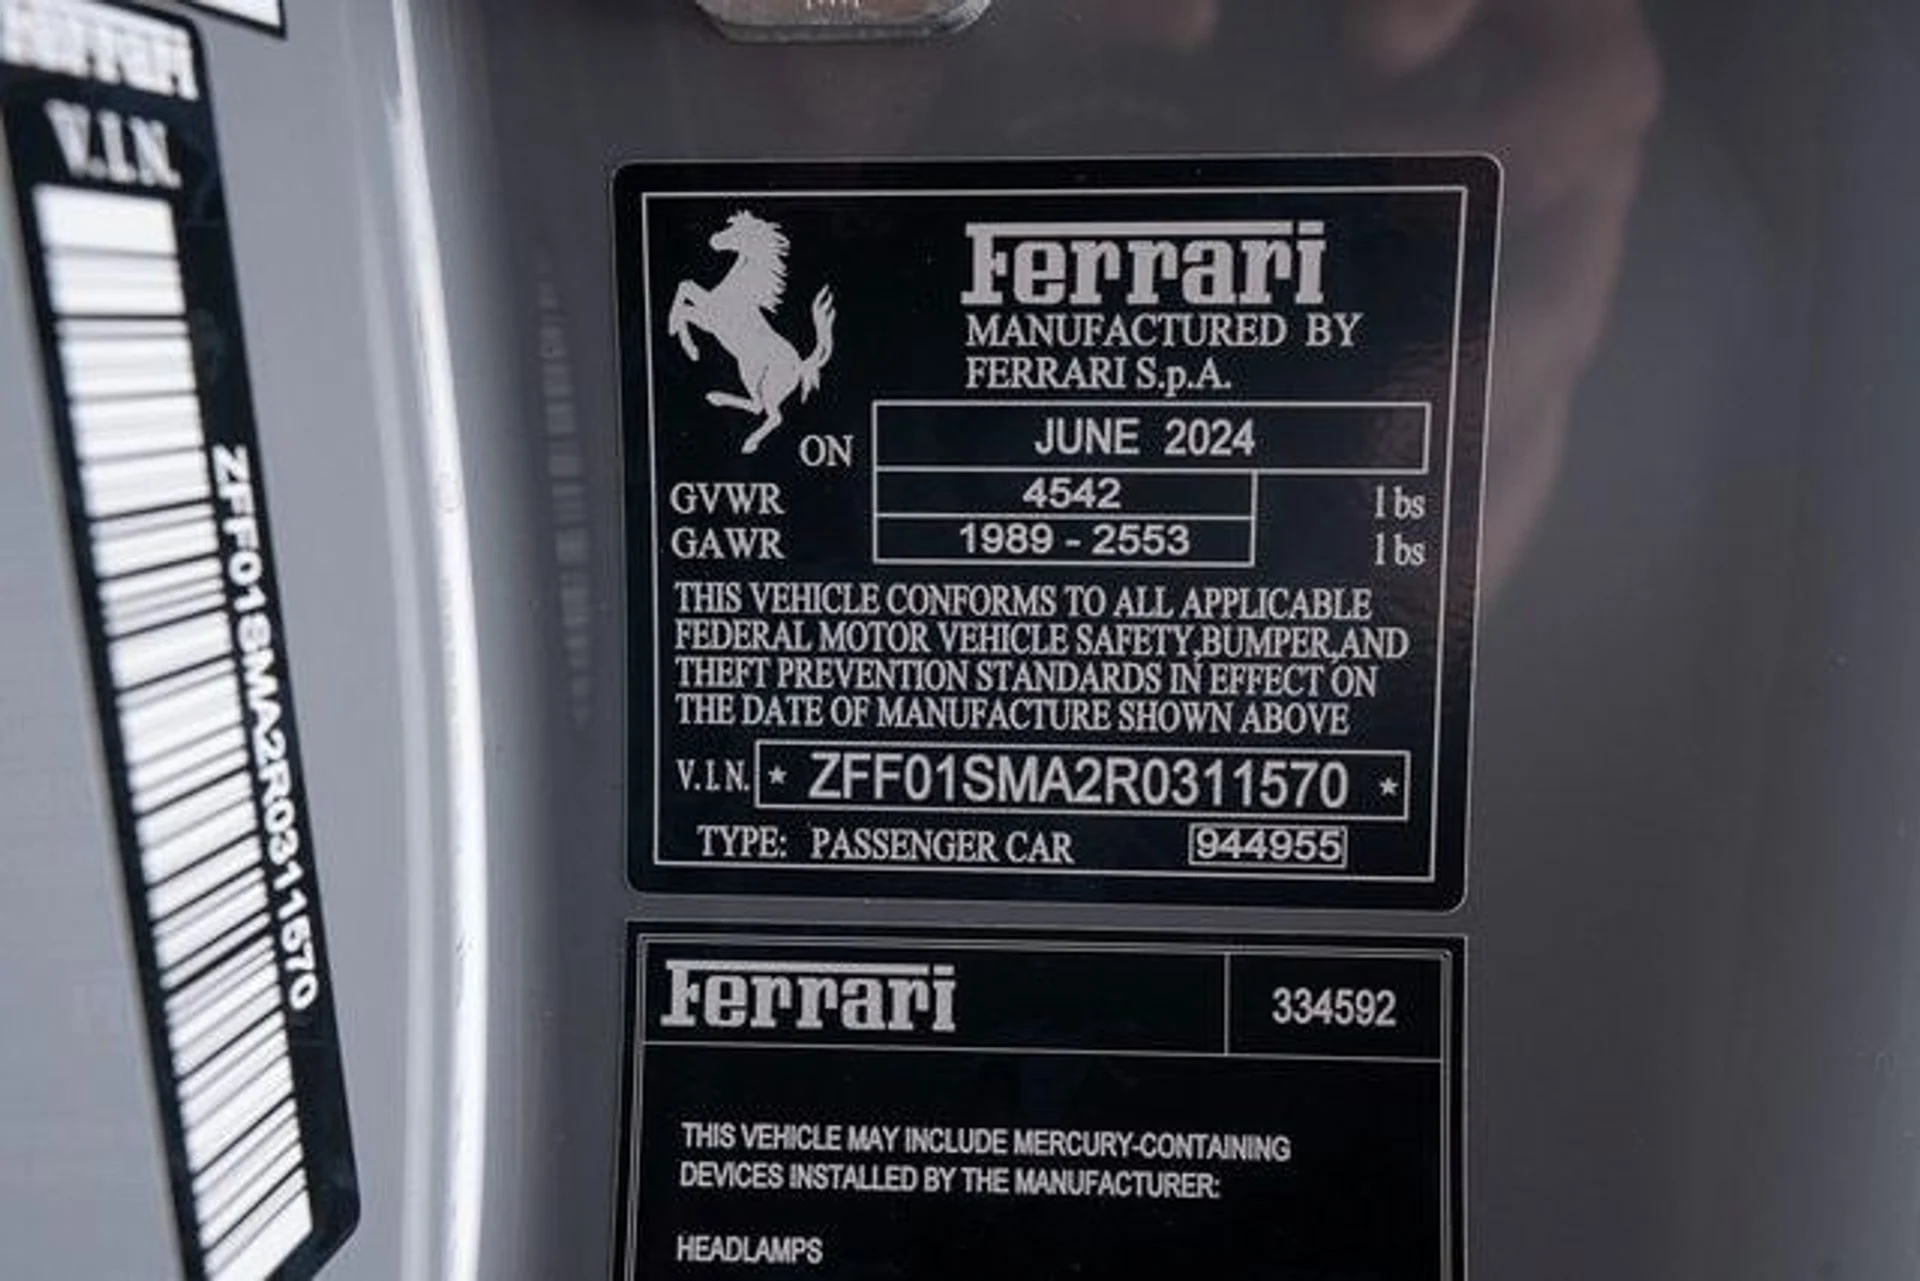 Ferrari
V.I.N.
ZFF01SMA2R0311570
Ferrari
MANUFACTURED BY
FERRARI S.p.A.
ON JUNE 2024
GVWR 4542 lbs
GAWR 1989 - 2553 lbs
THIS VEHICLE CONFORMS TO ALL APPLICABLE
FEDERAL MOTOR VEHICLE SAFETY,BUMPER,AND
THEFT PREVENTION STANDARDS IN EFFECT ON
THE DATE OF MANUFACTURE SHOWN ABOVE
V.I.N. * ZFF01SMA2R0311570 *
TYPE: PASSENGER CAR 944955
Ferrari 334592
THIS VEHICLE MAY INCLUDE MERCURY-CONTAINING
DEVICES INSTALLED BY THE MANUFACTURER:
HEADLAMPS